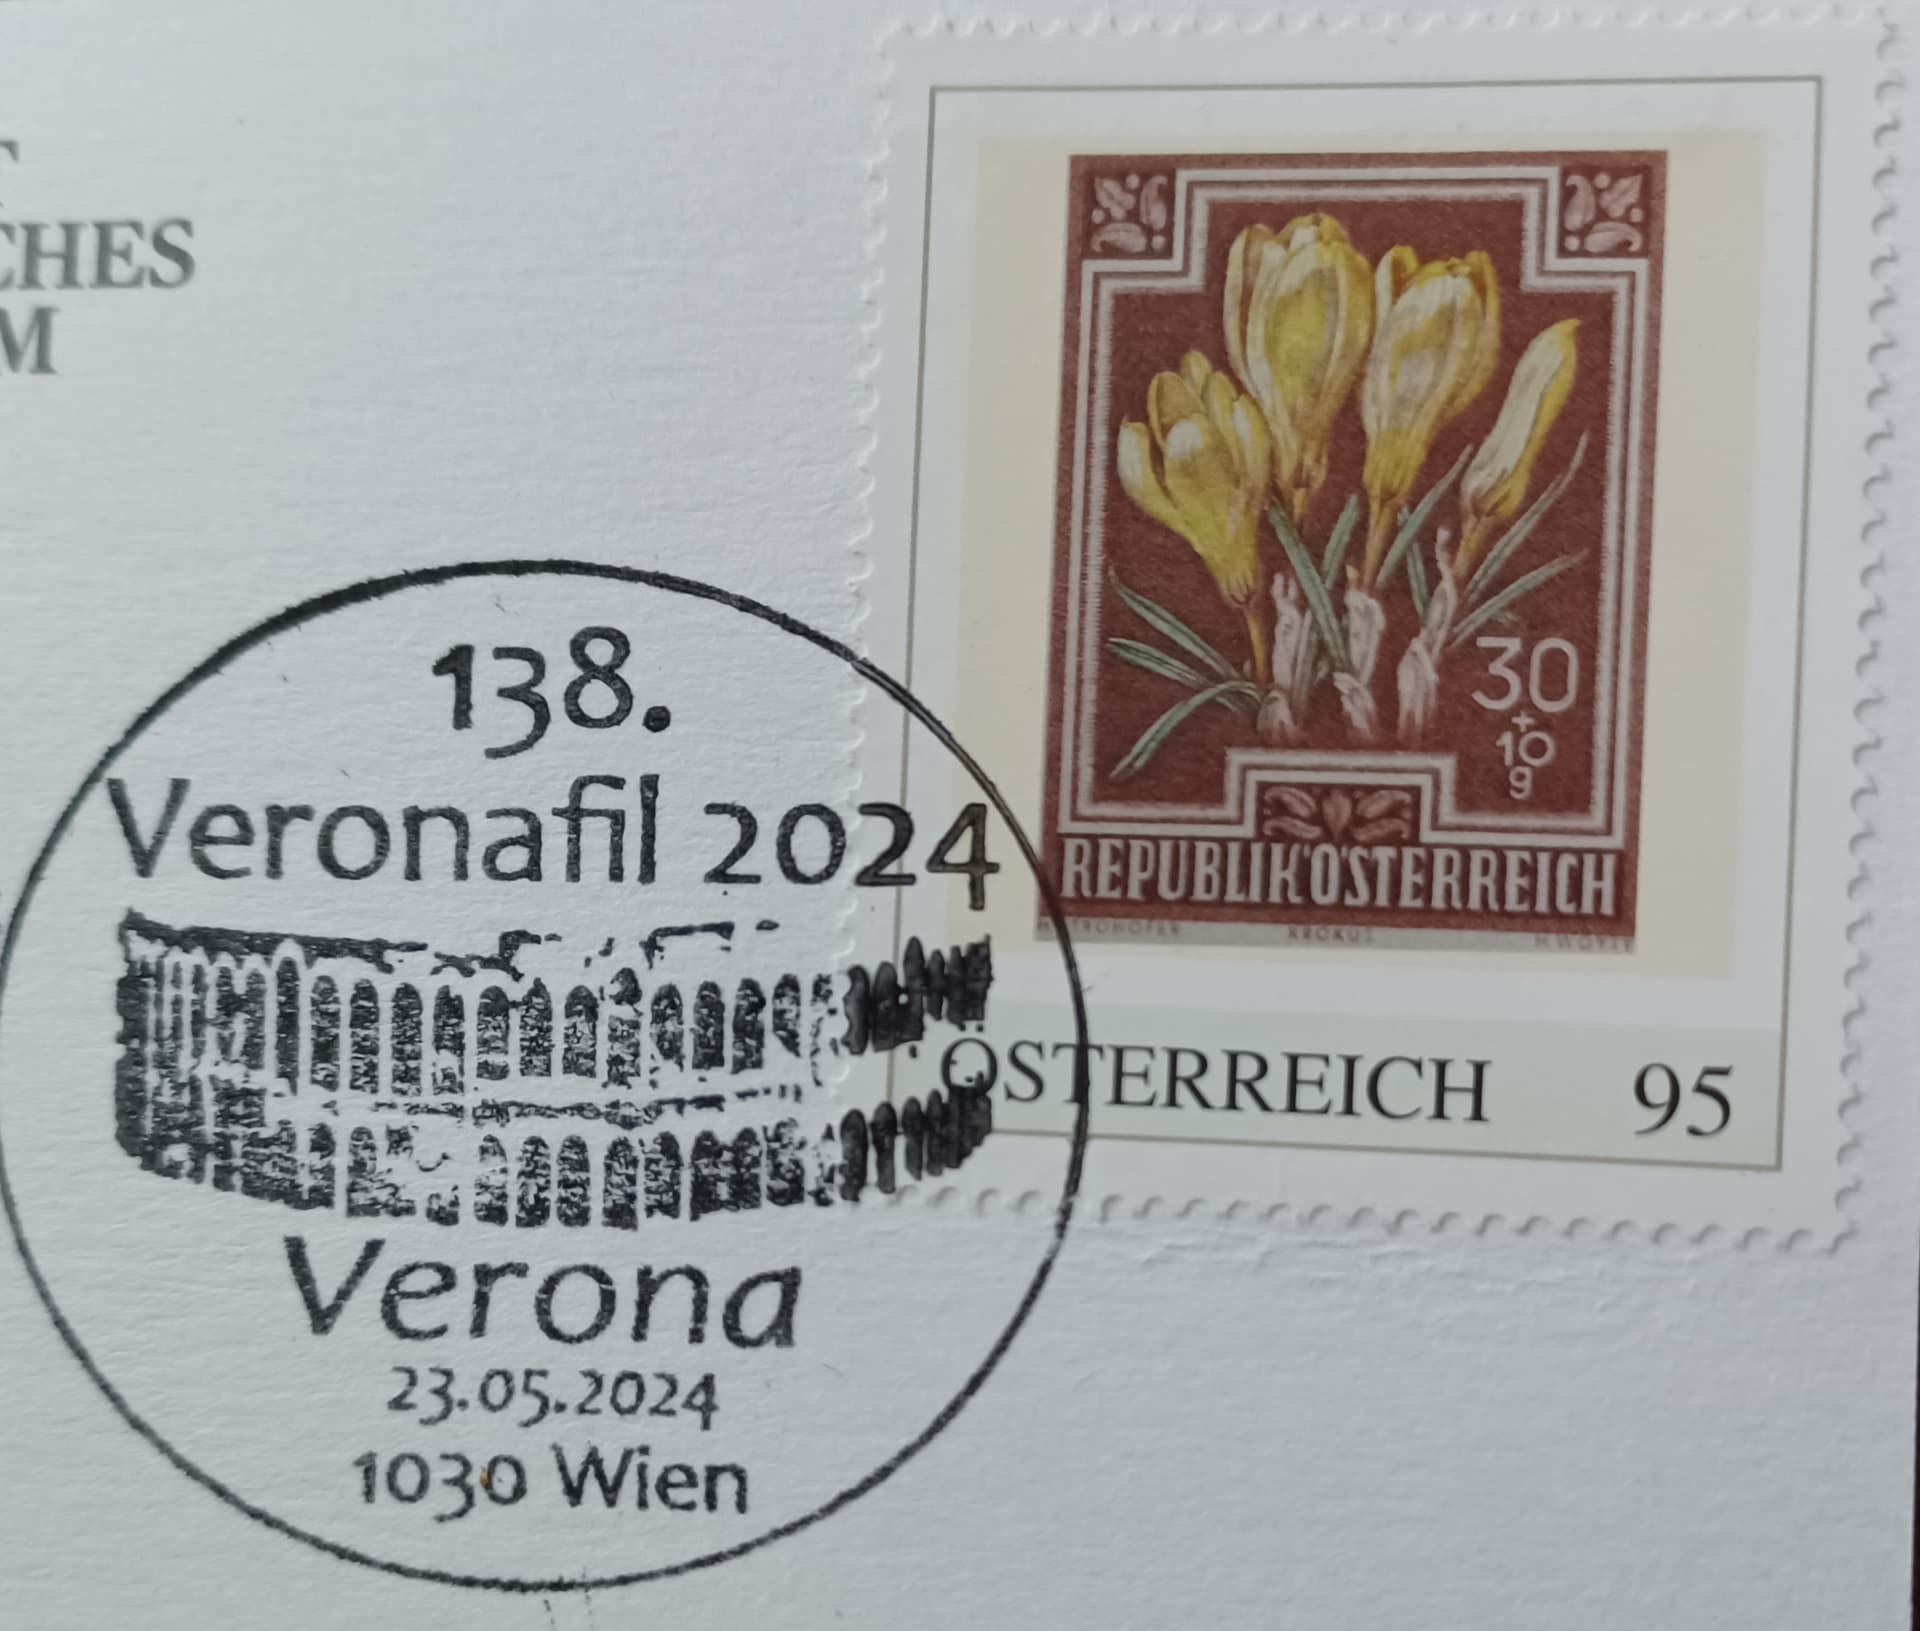 CHES
M
138.
Veronafil 2024
Verona
23.05.2024
1030 Wien
30
+
10
g
REPUBLIK ÖSTERREICH
KROKUS
ÖSTERREICH 95